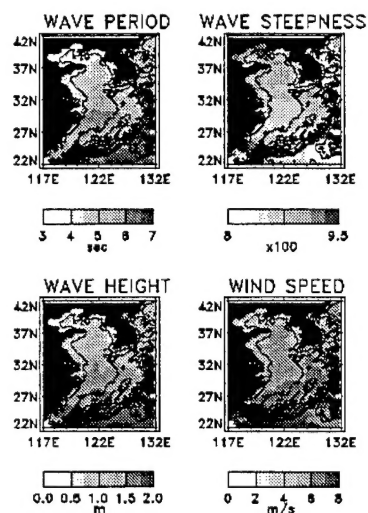 WAVE PERIOD
WAVE STEEPNESS
42N
37N
32N
27N
22N
42N
37N
32N
27N
22N
117E 122E 132E
117E 122E 132E
3 4 5 6 7
sec
8 9.5
x100
WAVE HEIGHT
WIND SPEED
42N
37N
32N
27N
22N
42N
37N
32N
27N
22N
117E 122E 132E
117E 122E 132E
0.0 0.5 1.0 1.5 2.0
m
0 2 4 6 8
m/s